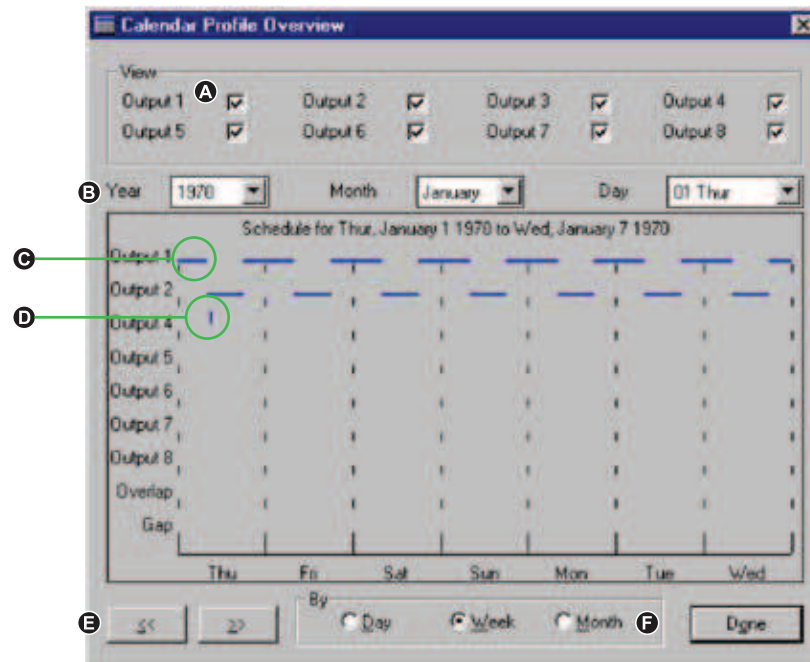 Calendar Profile Overview
View
A
Output 1 Output 2 Output 3 Output 4
Output 5 Output 6 Output 7 Output 8
B Year 1970 Month January Day 01 Thur
Schedule for Thur, January 1 1970 to Wed, January 7 1970
C Output 1
Output 2
D Output 4
Output 5
Output 6
Output 7
Output 8
Overlap
Gap
Thu Fri Sat Sun Mon Tue Wed
By
E << >> Day Week Month F Done